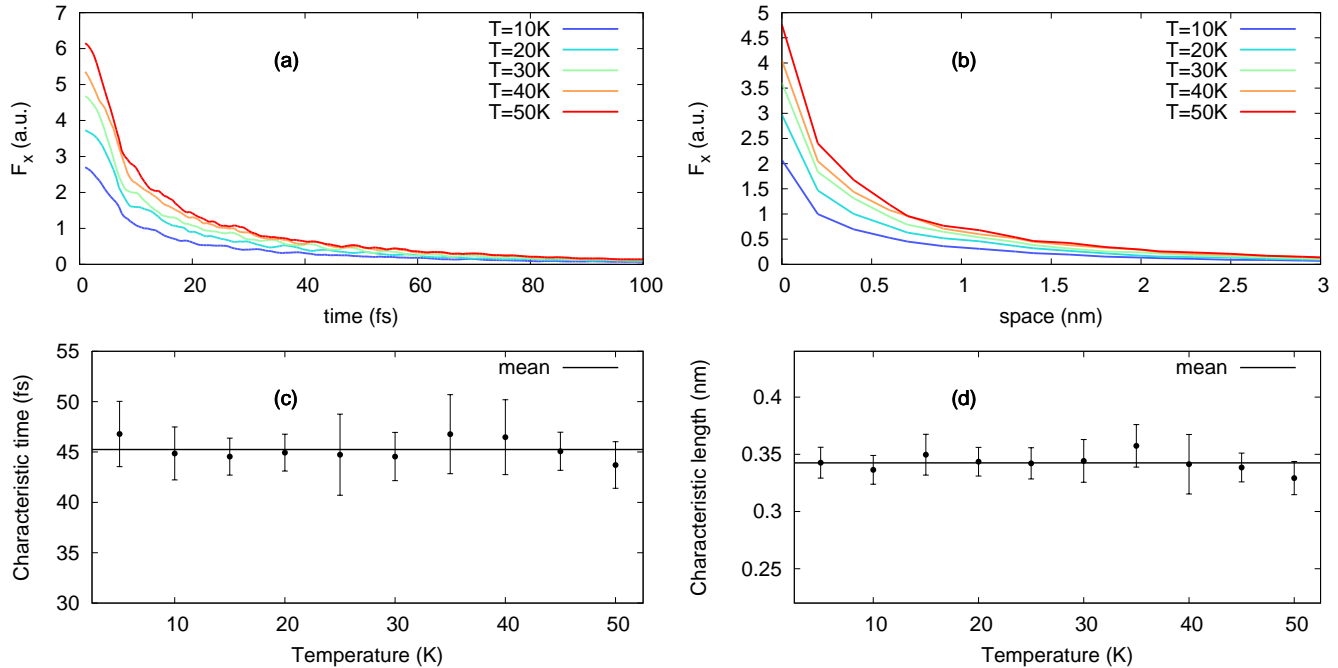 (a)
T=10K
T=20K
T=30K
T=40K
T=50K
F_x (a.u.)
7
6
5
4
3
2
1
0
0 20 40 60 80 100
time (fs)
(b)
T=10K
T=20K
T=30K
T=40K
T=50K
F_x (a.u.)
5
4.5
4
3.5
3
2.5
2
1.5
1
0.5
0
0 0.5 1 1.5 2 2.5 3
space (nm)
(c)
mean
Characteristic time (fs)
55
50
45
40
35
30
10 20 30 40 50
Temperature (K)
(d)
mean
Characteristic length (nm)
0.4
0.35
0.3
0.25
10 20 30 40 50
Temperature (K)